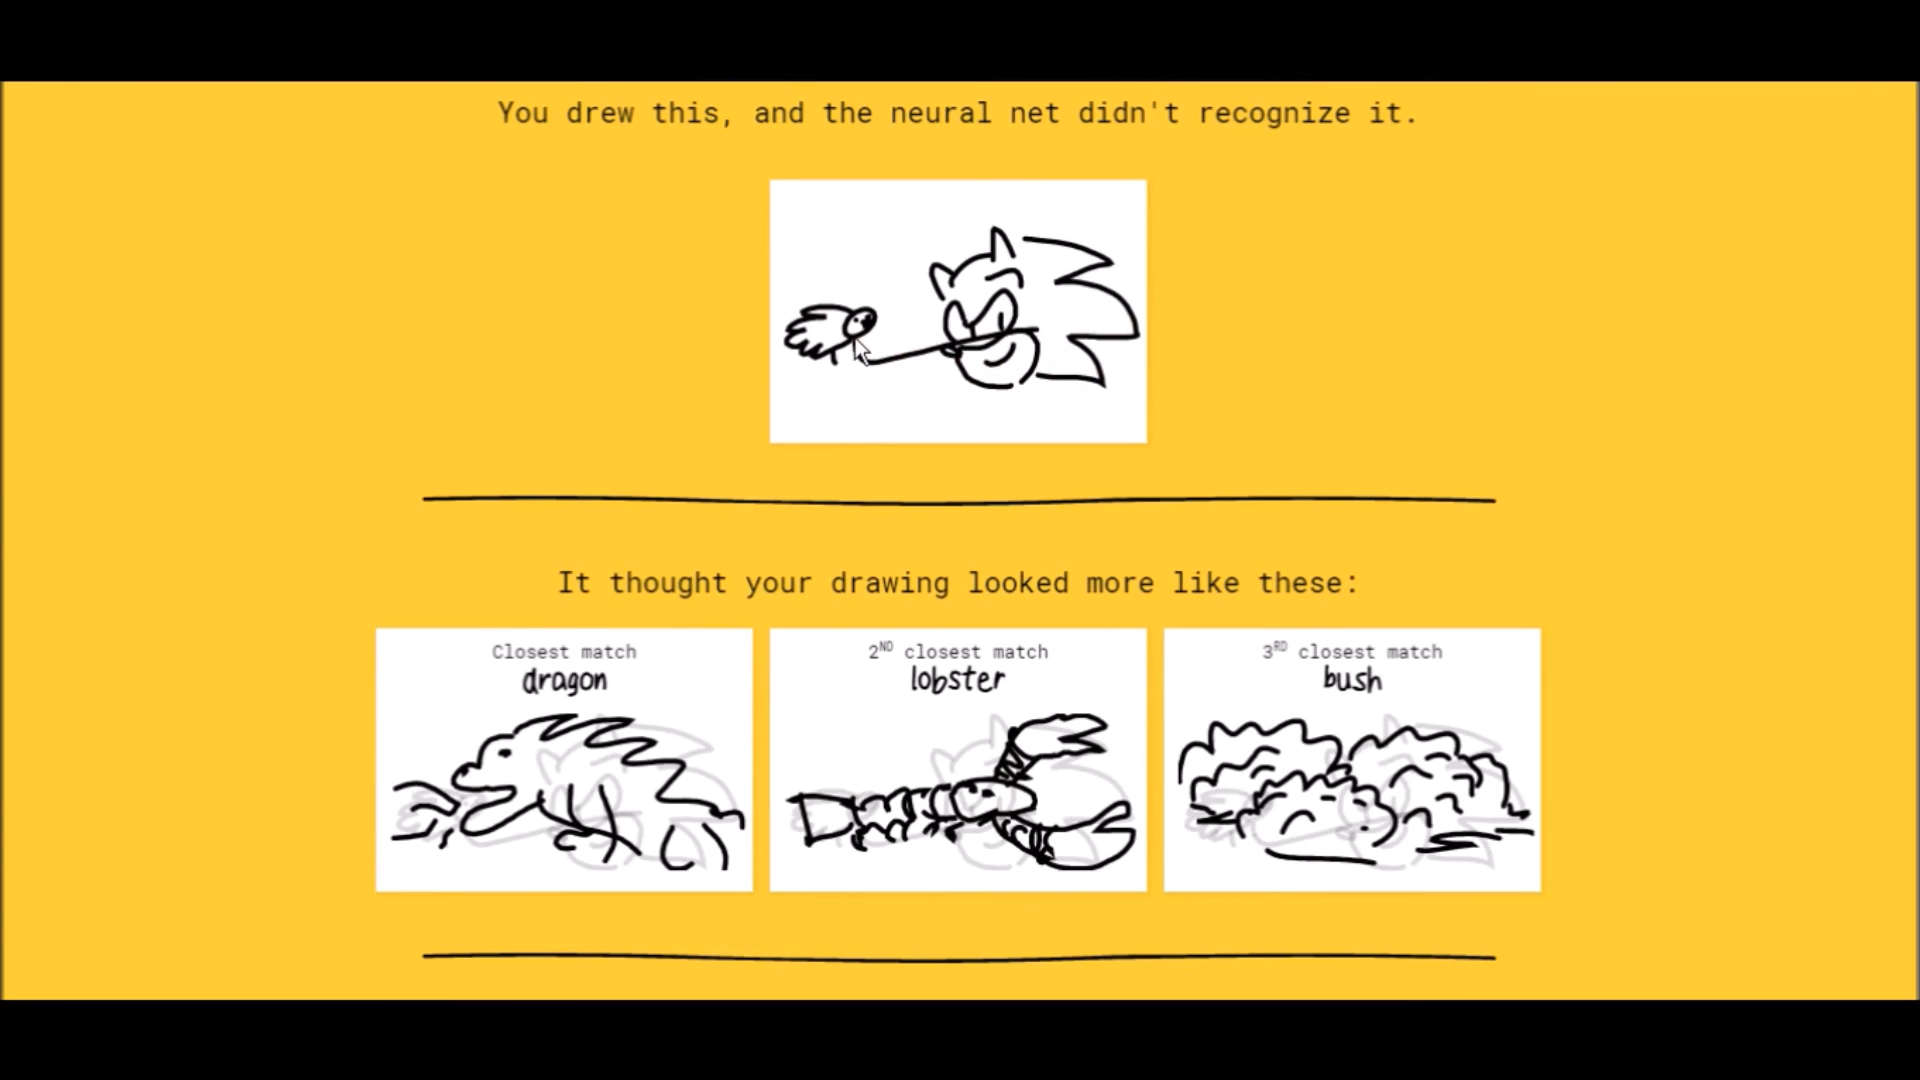 You drew this, and the neural net didn't recognize it.
It thought your drawing looked more like these:
Closest match
dragon
2ND closest match
lobster
3RD closest match
bush